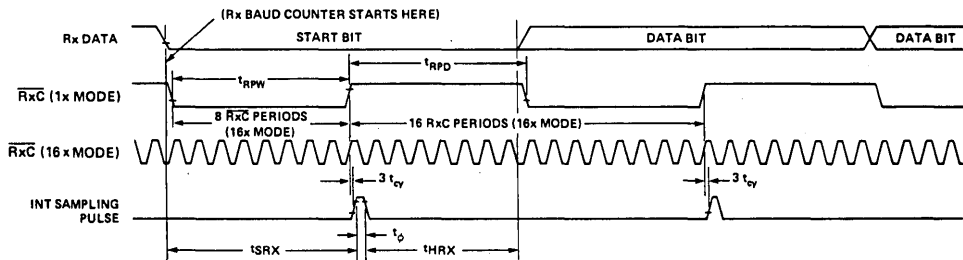 (Rx BAUD COUNTER STARTS HERE)
Rx DATA
START BIT
DATA BIT
DATA BIT
tRPW
tRPD
RxC (1x MODE)
8 RxC PERIODS
(16x MODE)
16 RxC PERIODS (16x MODE)
RxC (16x MODE)
3 tcy
3 tcy
INT SAMPLING
PULSE
tϕ
tSRX
tHRX